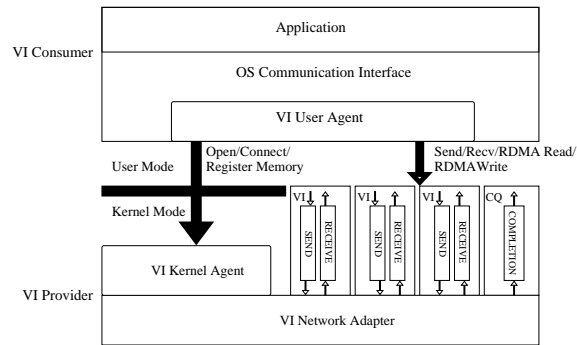 Application
VI Consumer
OS Communication Interface
VI User Agent
Open/Connect/
Register Memory
Send/Recv/RDMA Read/
RDMAWrite
User Mode
Kernel Mode
VI
SEND
RECEIVE
VI
SEND
RECEIVE
VI
SEND
RECEIVE
CQ
COMPLETION
VI Kernel Agent
VI Provider
VI Network Adapter